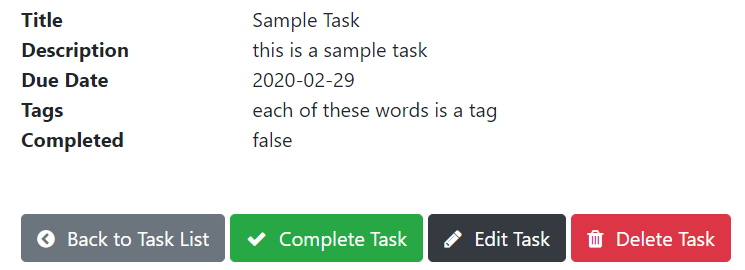 Title Sample Task
Description this is a sample task
Due Date 2020-02-29
Tags each of these words is a tag
Completed false
Back to Task List Complete Task Edit Task Delete Task